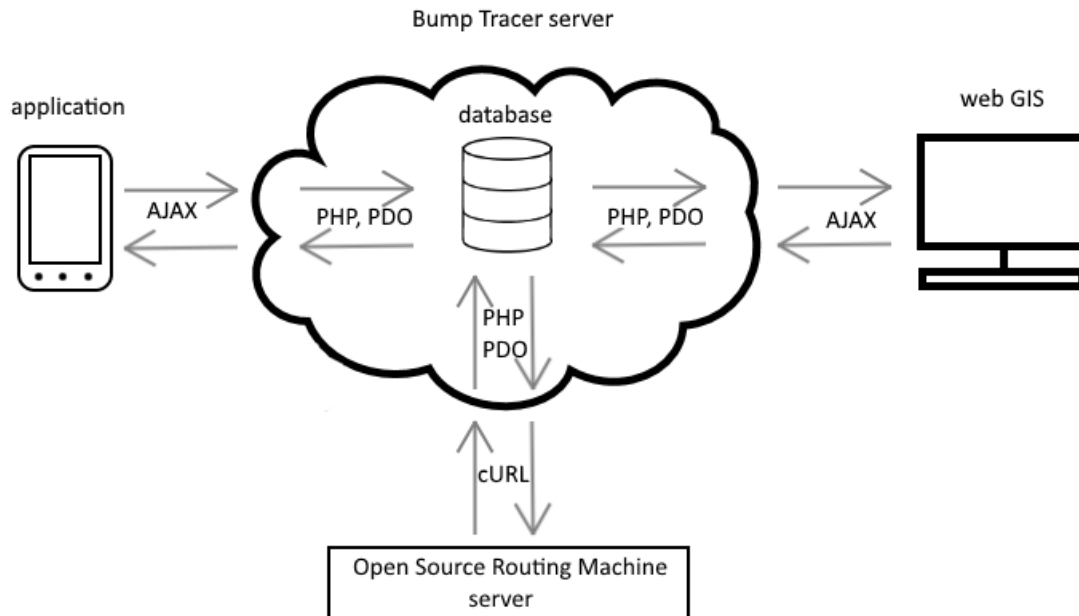 Bump Tracer server
application
database
web GIS
AJAX
PHP, PDO
PHP, PDO
AJAX
PHP
PDO
cURL
Open Source Routing Machine
server